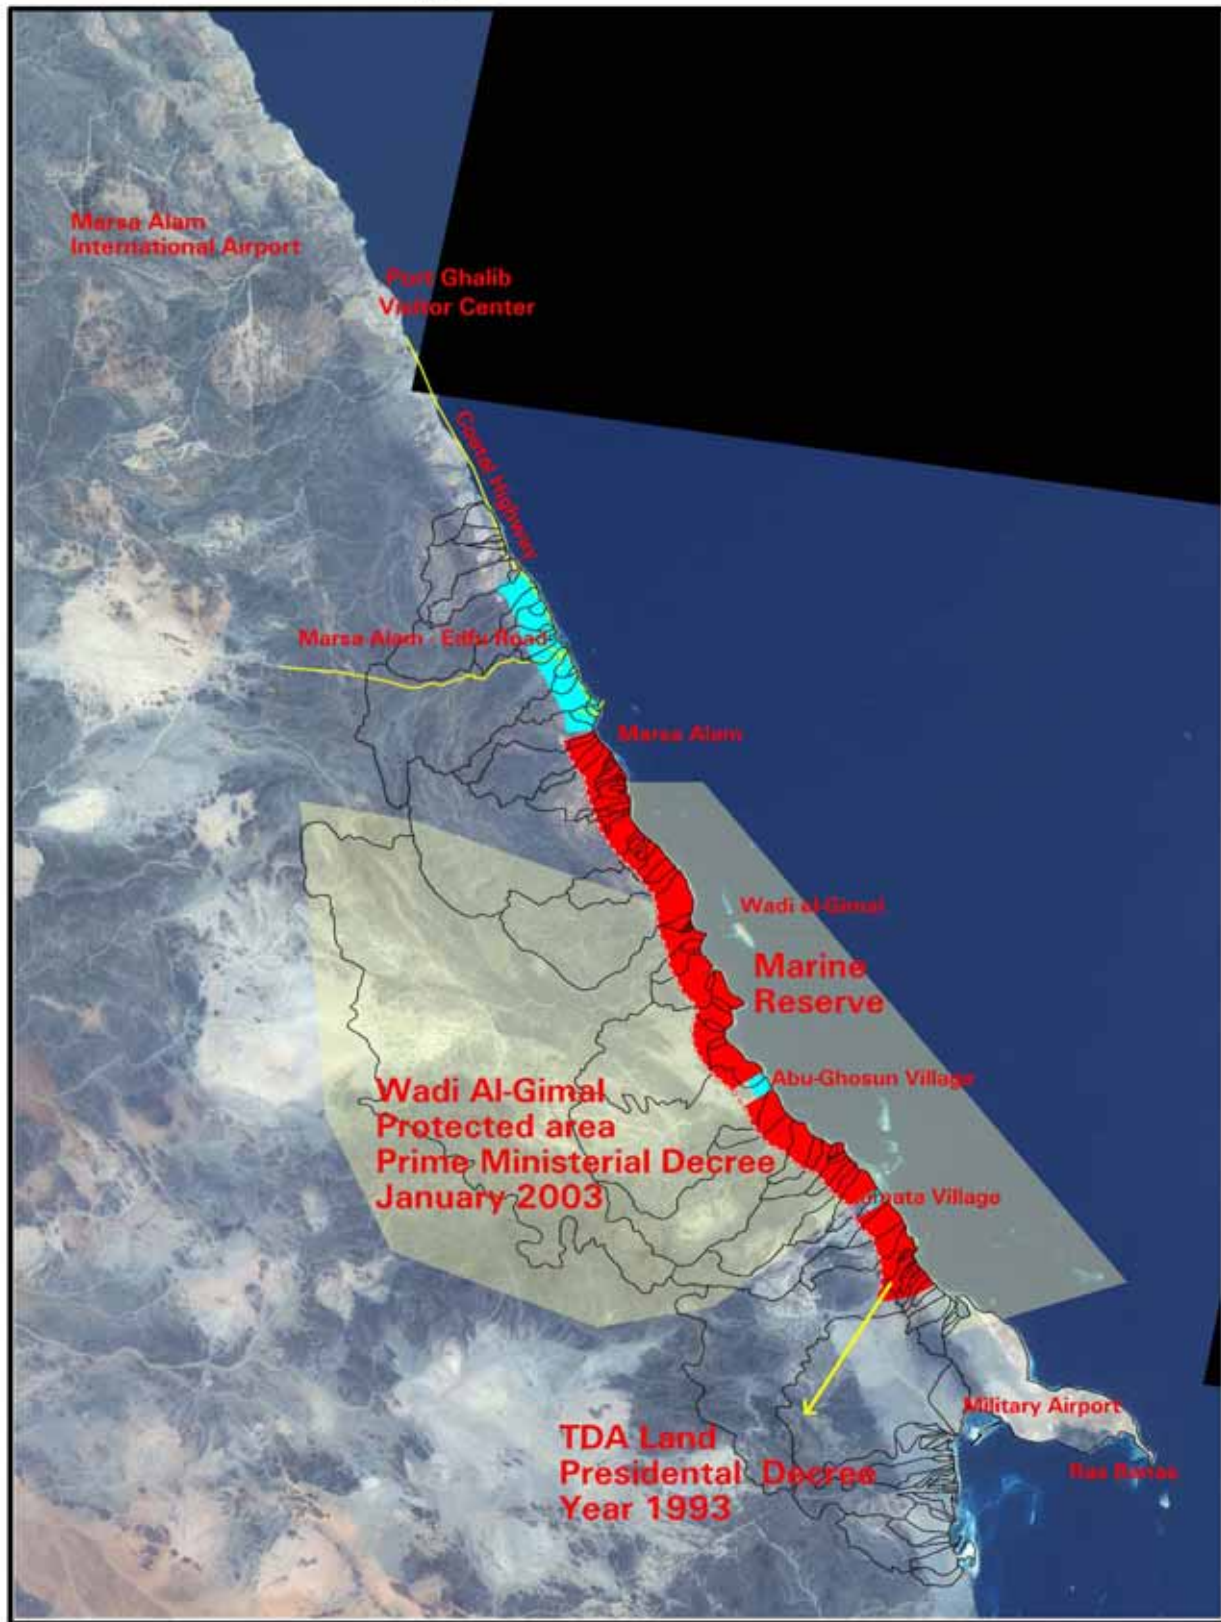 Marsa Alam
International Airport
Port Ghalib
Visitor Center
Costal Highway
Marsa Alam - Edfu Road
Marsa Alam
Wadi el-Gimal
Marine
Reserve
Abu-Ghosun Village
Wadi Al-Gimal
Protected area
Prime Ministerial Decree
January 2003
Village
Military Airport
Ras Banas
TDA Land
Presidental Decree
Year 1993